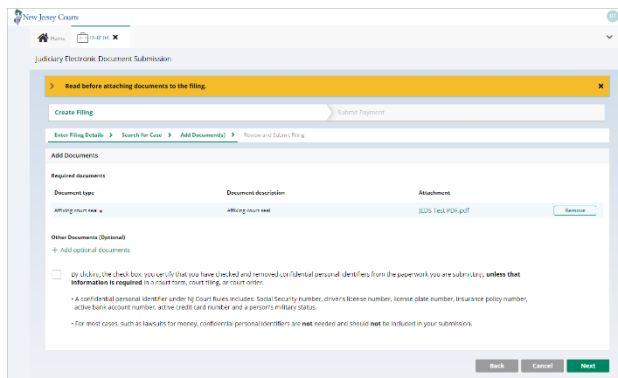 New Jersey Courts
Home
Judiciary Electronic Document Submission
Read before attaching documents to the filing.
Create Filing
Submit Payment
Enter Filing Details > Search for Case > Add Document(s) > Review and Submit Filing
Add Documents
Required documents
Document type Document description Attachment
Affixing court seal Affixing court seal JEDS Test PDF.pdf Remove
Other Documents (Optional)
+ Add optional documents
By clicking the check box, you certify that you have checked and removed confidential personal identifiers from the paperwork you are submitting, unless that
information is required in a court form, court filing, or court order.
• A confidential personal identifier under NJ Court Rules includes: Social Security number, driver's license number, license plate number, insurance policy number,
active bank account number, active credit card number and a person's military status.
• For most cases, such as lawsuits for money, confidential personal identifiers are not needed and should not be included in your submission.
Back Cancel Next